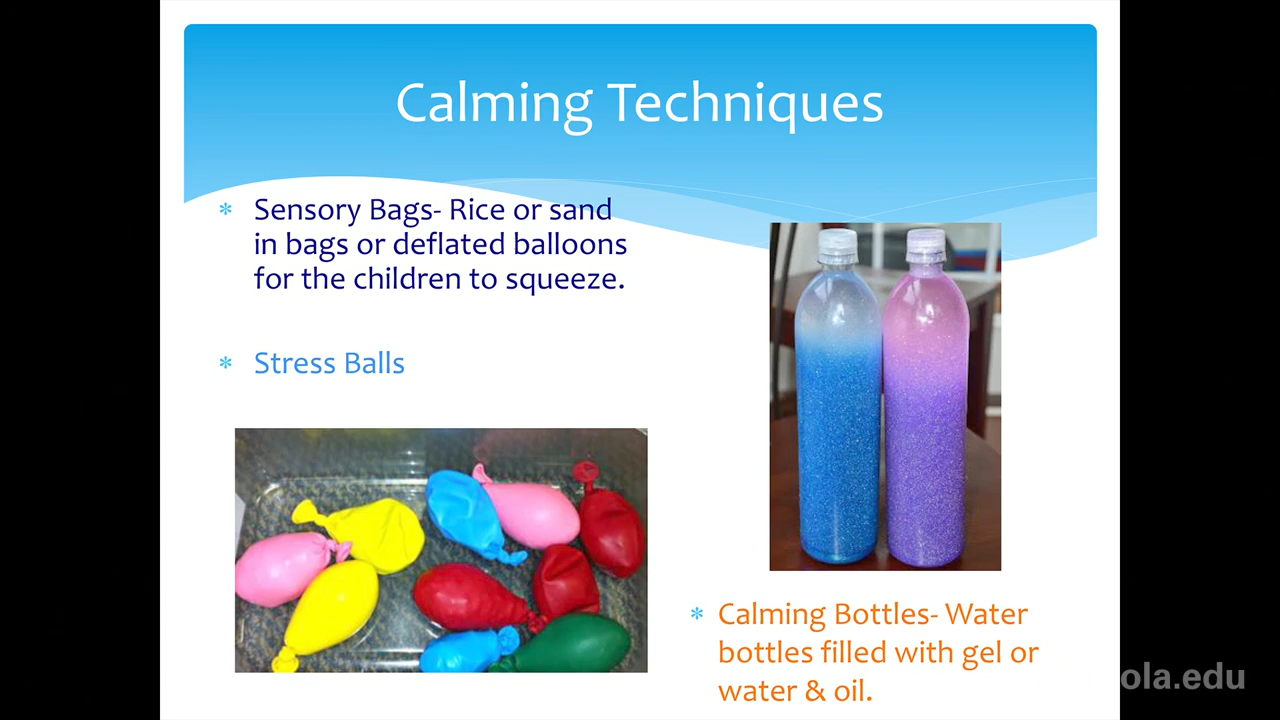 Calming Techniques
* Sensory Bags- Rice or sand
in bags or deflated balloons
for the children to squeeze.
* Stress Balls
* Calming Bottles- Water
bottles filled with gel or
water & oil.
ola.edu